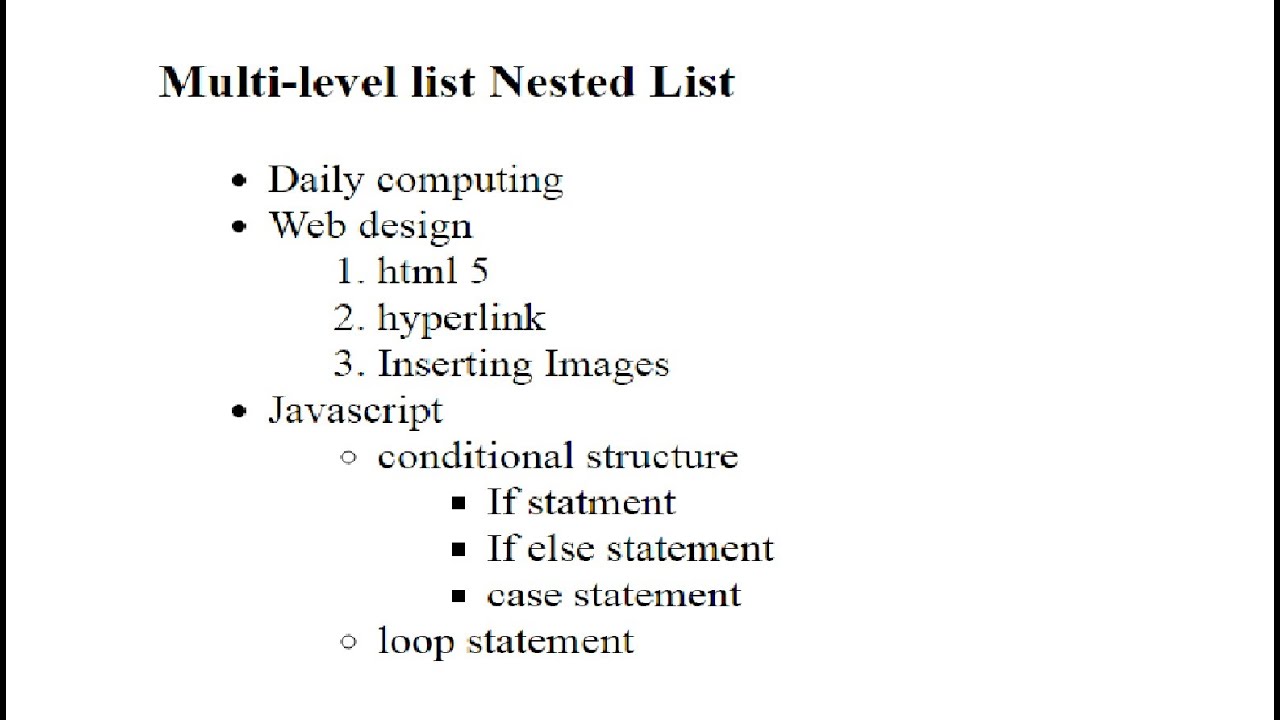 Multi-level list Nested List
• Daily computing
• Web design
1. html 5
2. hyperlink
3. Inserting Images
• Javascript
○ conditional structure
▪ If statment
▪ If else statement
▪ case statement
○ loop statement